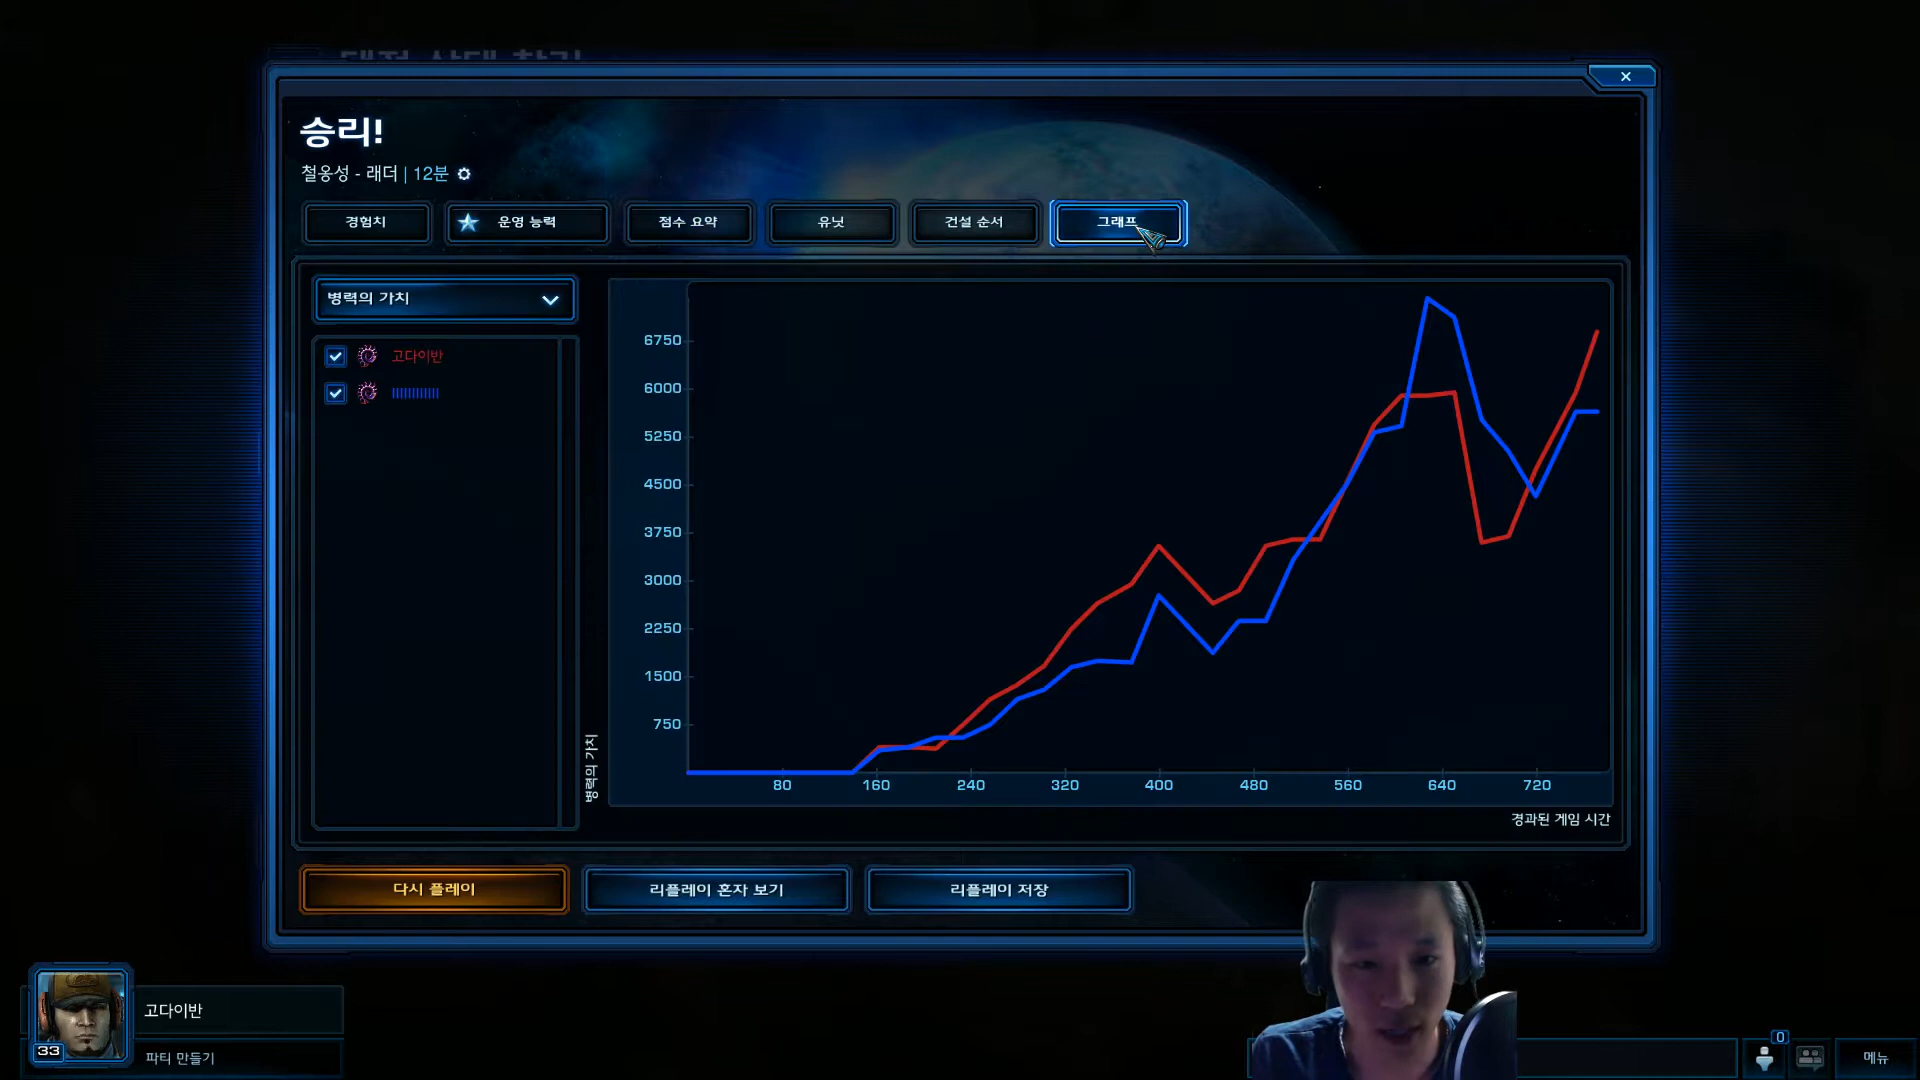 승리!
철옹성 - 래더 | 12분
경험치
운영 능력
점수 요약
유닛
건설 순서
그래프
병력의 가치
고다이반
IIIIIIIIIIII
6750
6000
5250
4500
3750
3000
2250
1500
750
병력의 가치
80 160 240 320 400 480 560 640 720
경과된 게임 시간
다시 플레이
리플레이 혼자 보기
리플레이 저장
33
고다이반
파티 만들기
0
메뉴